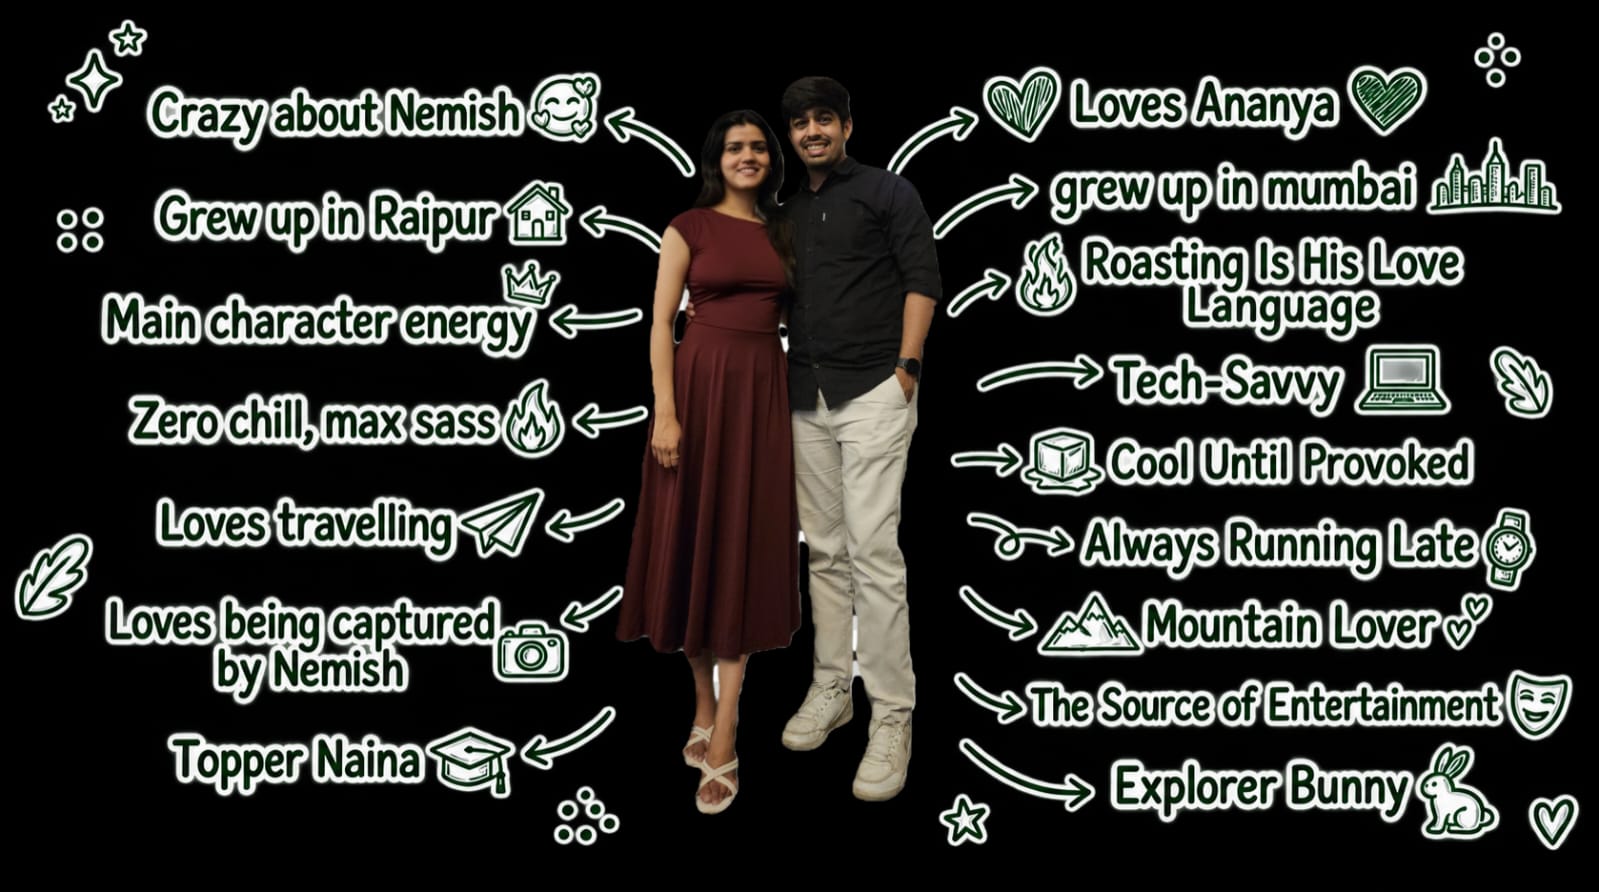 Crazy about Nemish
Grew up in Raipur
Main character energy
Zero chill, max sass
Loves travelling
Loves being captured
by Nemish
Topper Naina
Loves Ananya
grew up in mumbai
Roasting Is His Love
Language
Tech-Savvy
Cool Until Provoked
Always Running Late
Mountain Lover
The Source of Entertainment
Explorer Bunny